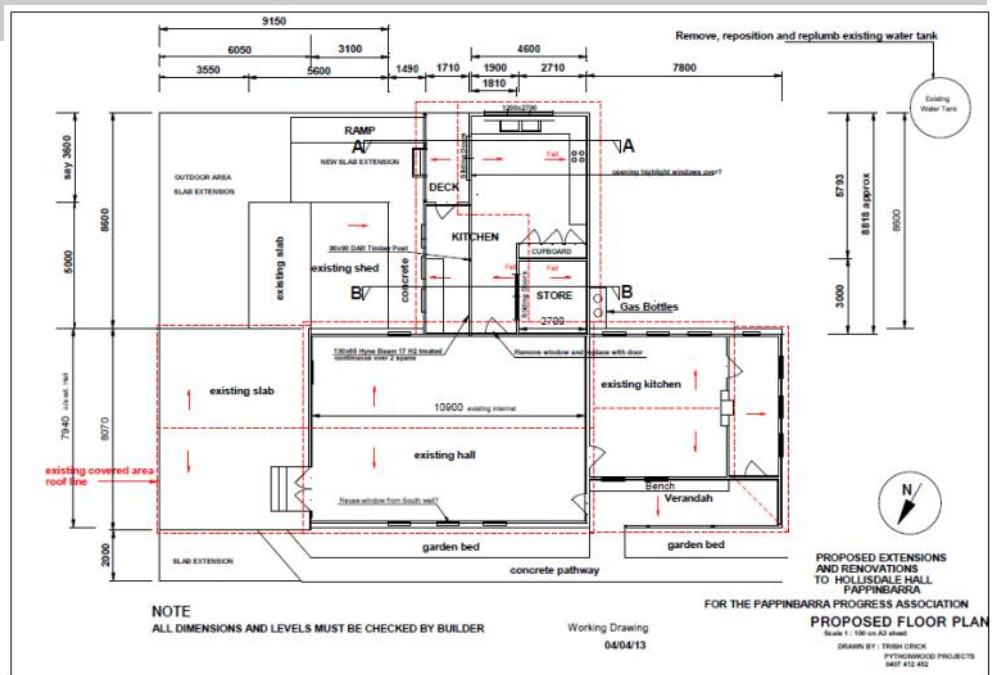 9150
6050
3100
4600
3550
5600
1490
1710
1900
2710
7800
1810
Remove, reposition and replumb existing water tank
Existing
Water Tank
1200x2700
RAMP
A
A
NEW SLAB EXTENSION
Fall
OUTDOOR AREA
SLAB EXTENSION
opening highlight windows over?
DECK
say 3600
8600
5000
5793
8818 approx
6600
3000
KITCHEN
90x90 DAR Timber Post
CUPBOARD
existing slab
existing shed
concrete
Fall
Fall
B
B
STORE
Sliding Doors
Gas Bottles
2700
130x65 Hyne Beam 17 H2 treated
continuous over 2 spans
Remove window and replace with door
existing slab
existing kitchen
10900 existing internal
7940
8070
existing hall
existing covered area
roof line
Reuse window from South wall?
Bench
Verandah
N
2000
SLAB EXTENSION
garden bed
garden bed
concrete pathway
PROPOSED EXTENSIONS
AND RENOVATIONS
TO HOLLISDALE HALL
PAPPINBARRA
FOR THE PAPPINBARRA PROGRESS ASSOCIATION
PROPOSED FLOOR PLAN
Scale 1 : 100 on A3 sheet
DRAWN BY : TRISH CRICK
PYTHONWOOD PROJECTS
0407 412 452
NOTE
ALL DIMENSIONS AND LEVELS MUST BE CHECKED BY BUILDER
Working Drawing
04/04/13